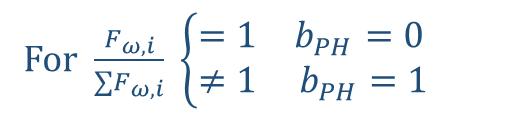 For F_{ω,i} / ∑F_{ω,i} { = 1 b_{PH} = 0
≠ 1 b_{PH} = 1